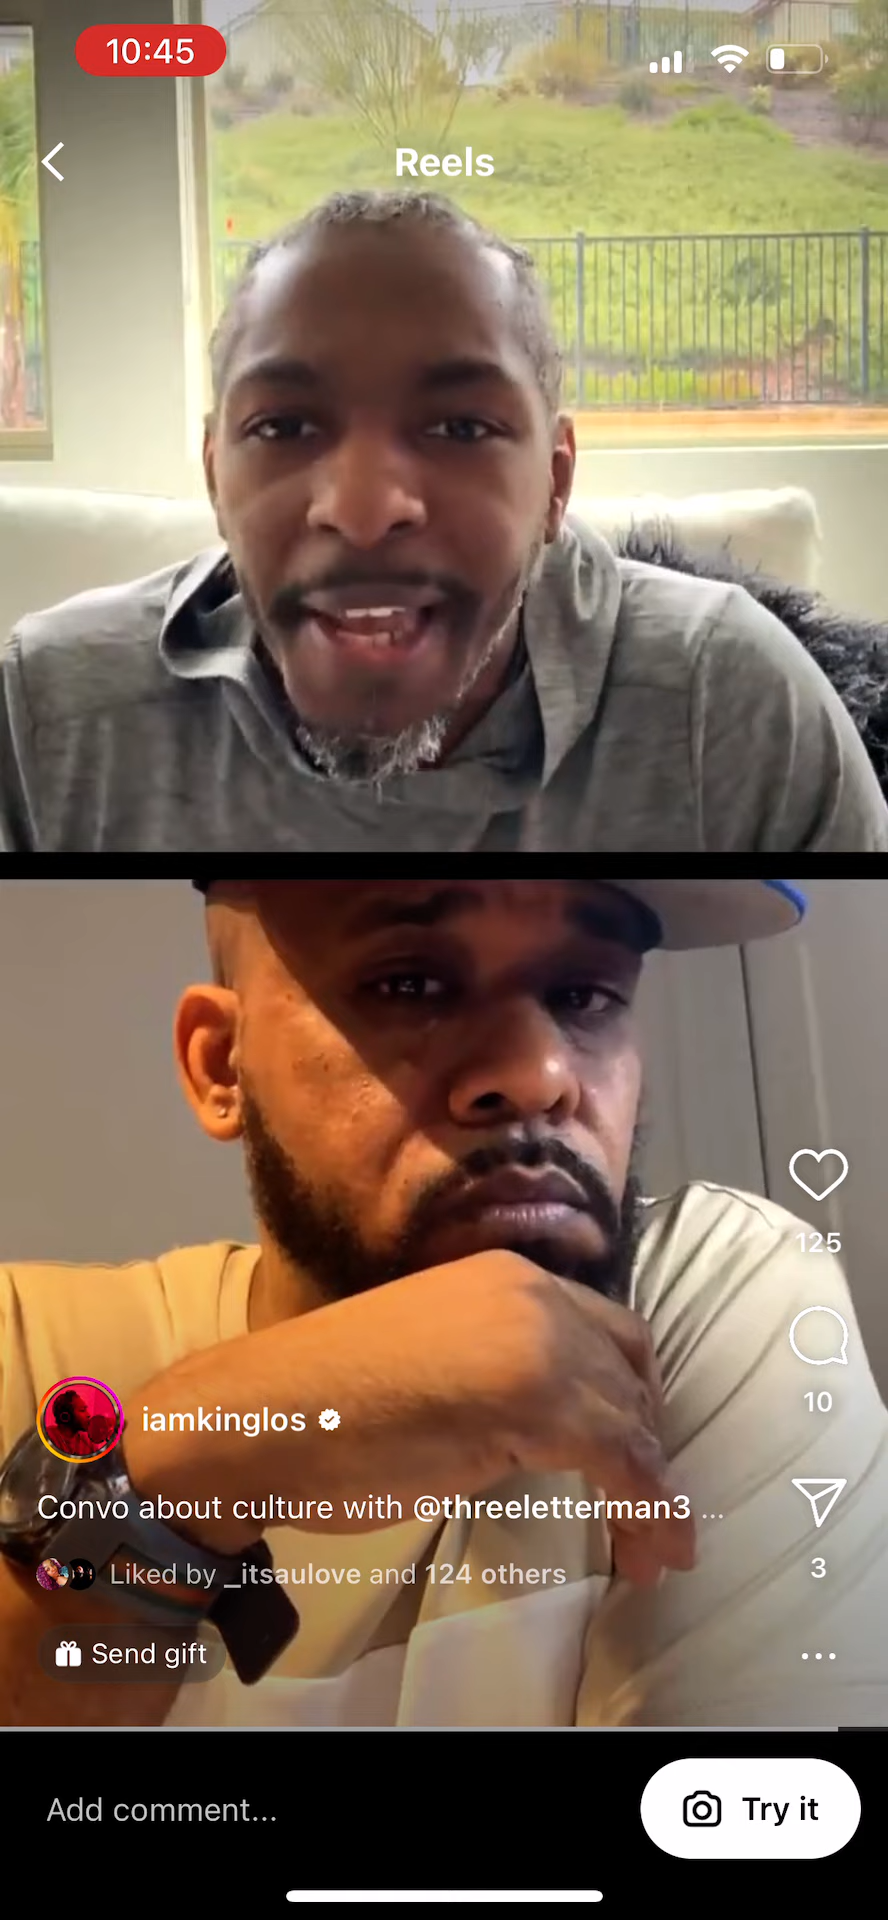 10:45
Reels
125
10
iamkinglos
Convo about culture with @threeletterman3 ...
3
Liked by _itsaulove and 124 others
Send gift
Add comment...
Try it